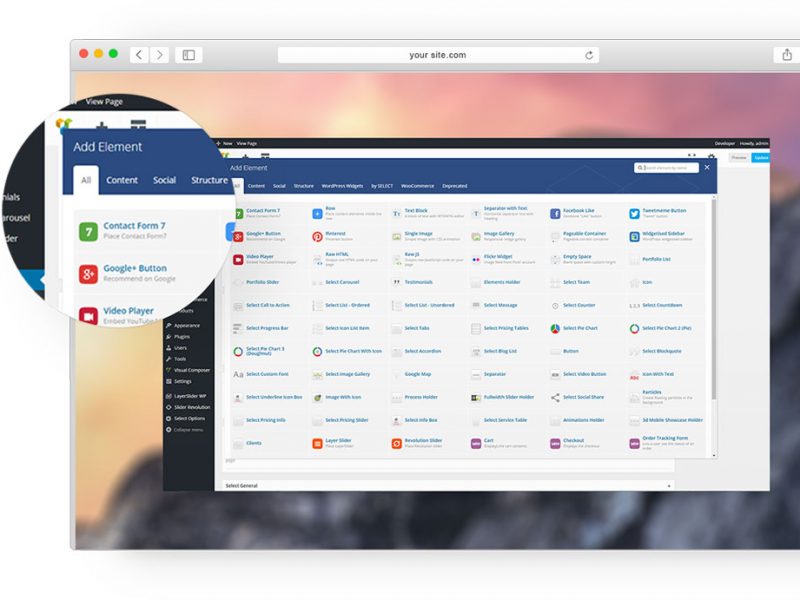 your site.com
View Page
Add Element
All Content Social Structure
Contact Form 7
Place Contact Form7
Google+ Button
Recommend on Google
Video Player
Embed YouTube
New View Page
Developer Howdy, admin
Preview Update
Add Element
Content Social Structure WordPress Widgets by SELECT WooCommerce Deprecated
Contact Form 7 Row Text Block Separator with Text Facebook Like Tweetmeme Button
Google+ Button Pinterest Single Image Image Gallery Pageable Container Widgetised Sidebar
Video Player Raw HTML Raw JS Flickr Widget Empty Space Portfolio List
Portfolio Slider Select Carousel Testimonials Elements Holder Select Team Icon
Select Call to Action Select List - Ordered Select List - Unordered Select Message Select Counter Select Countdown
Select Progress Bar Select Icon List Item Select Tabs Select Pricing Tables Select Pie Chart Select Pie Chart 2 (Pie)
Select Pie Chart 3 (Doughnut) Select Pie Chart With Icon Select Accordion Select Blog List Button Select Blockquote
Select Custom Font Select Image Gallery Google Map Separator Select Video Button Icon With Text
Select Underline Icon Box Image With Icon Process Holder Fullwidth Slider Holder Select Social Share Particles
Select Pricing Info Select Pricing Slider Select Info Box Select Service Table Animations Holder 3d Mobile Showcase Holder
Clients Layer Slider Revolution Slider Cart Checkout Order Tracking Form
Appearance
Plugins
Users
Tools
Visual Composer
Settings
LayerSlider WP
Slider Revolution
Select Options
Collapse menu
Select General